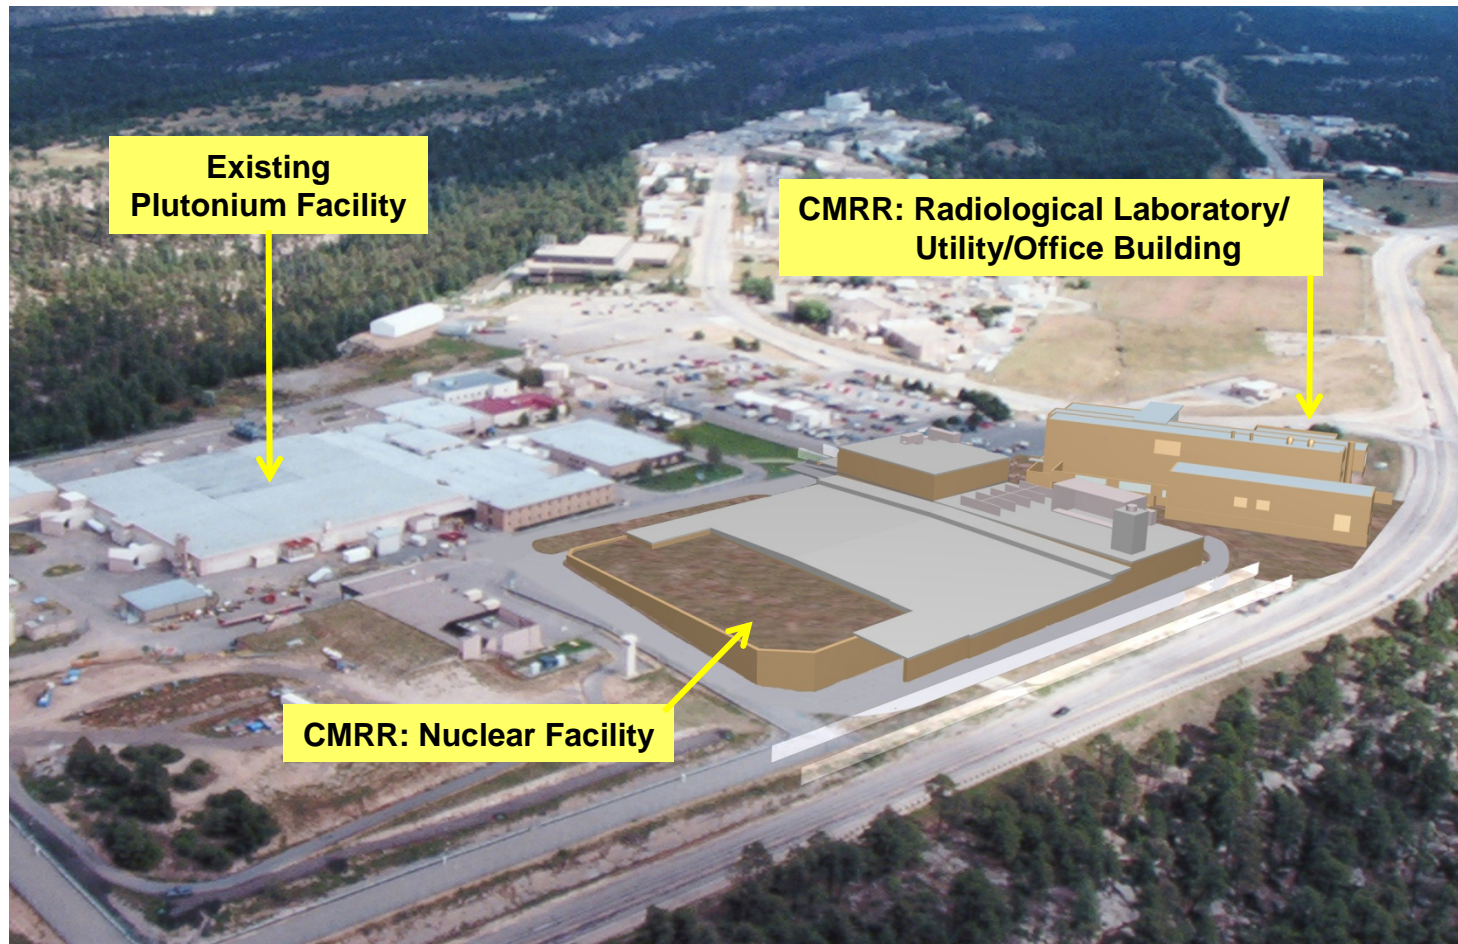 Existing
Plutonium Facility
CMRR: Radiological Laboratory/
Utility/Office Building
CMRR: Nuclear Facility